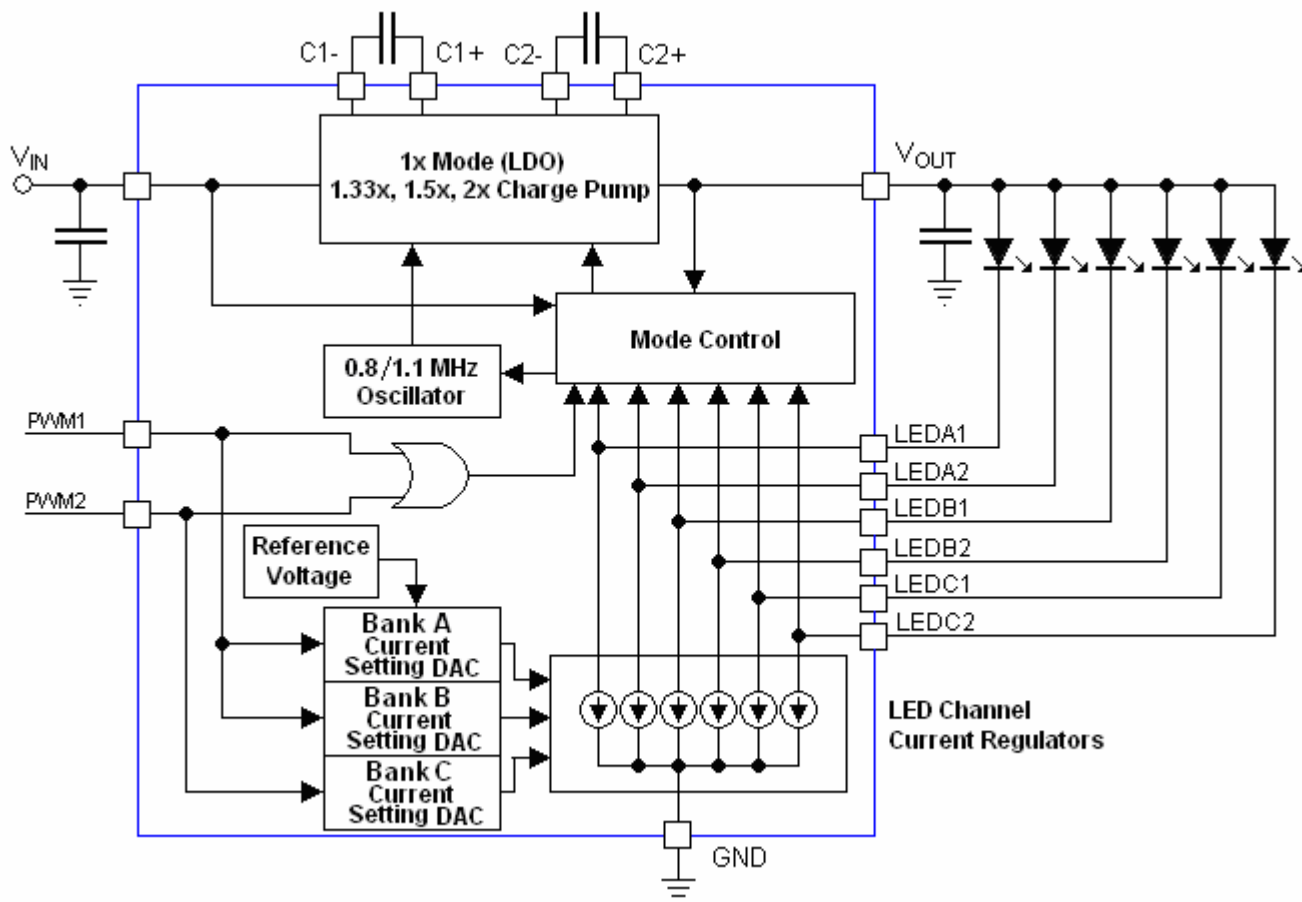 C1-
C1+
C2-
C2+
VIN
1x Mode (LDO)
1.33x, 1.5x, 2x Charge Pump
VOUT
Mode Control
0.8/1.1 MHz
Oscillator
PWM1
PWM2
LEDA1
LEDA2
LEDB1
LEDB2
LEDC1
LEDC2
Reference
Voltage
Bank A
Current
Setting DAC
Bank B
Current
Setting DAC
Bank C
Current
Setting DAC
LED Channel
Current Regulators
GND